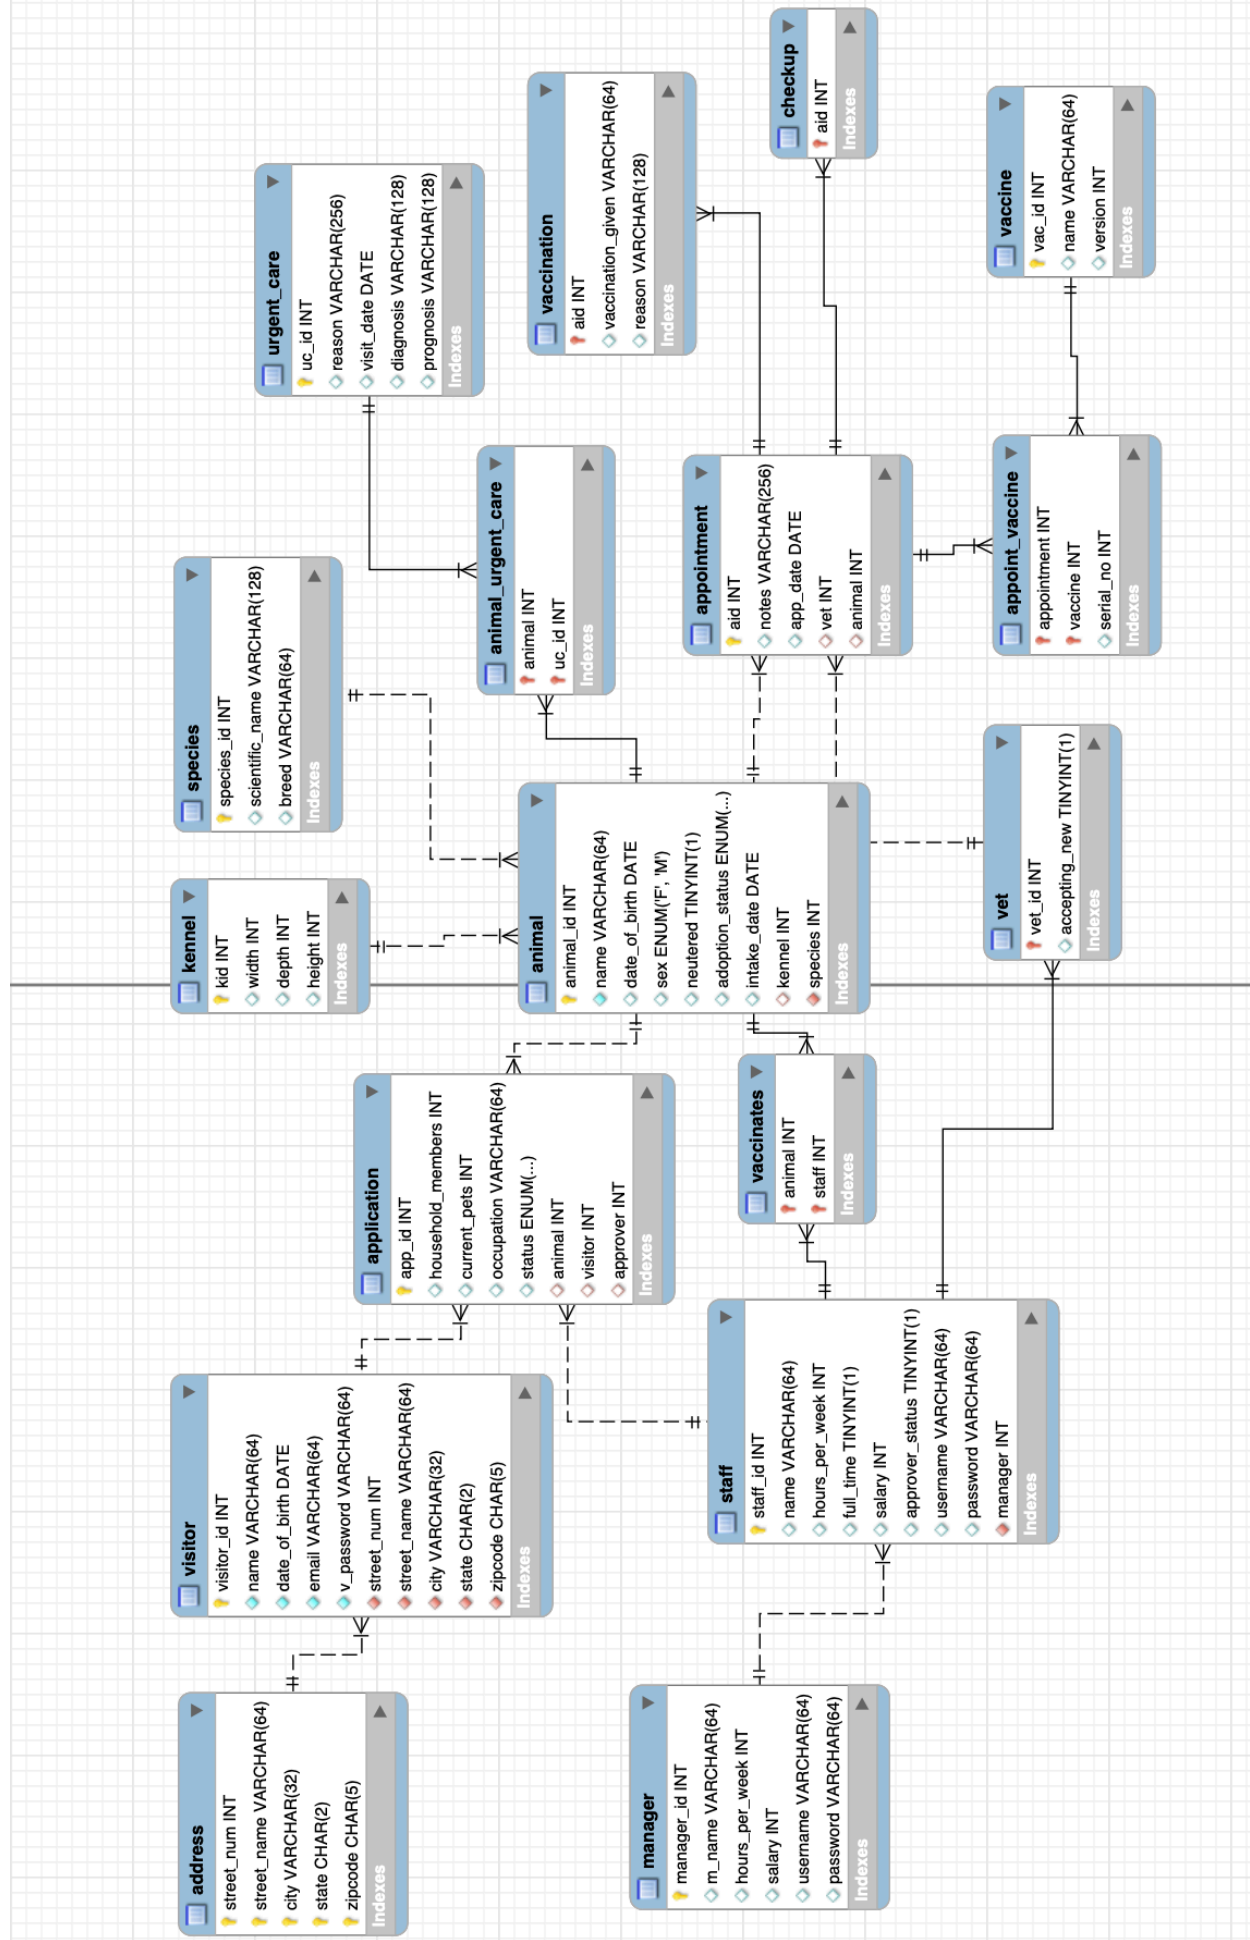 address
street_num INT
street_name VARCHAR(64)
city VARCHAR(32)
state CHAR(2)
zipcode CHAR(5)
Indexes
visitor
visitor_id INT
name VARCHAR(64)
date_of_birth DATE
email VARCHAR(64)
v_password VARCHAR(64)
street_num INT
street_name VARCHAR(64)
city VARCHAR(32)
state CHAR(2)
zipcode CHAR(5)
Indexes
kennel
kid INT
width INT
depth INT
height INT
Indexes
species
species_id INT
scientific_name VARCHAR(128)
breed VARCHAR(64)
Indexes
urgent_care
uc_id INT
reason VARCHAR(256)
visit_date DATE
diagnosis VARCHAR(128)
prognosis VARCHAR(128)
Indexes
application
app_id INT
household_members INT
current_pets INT
occupation VARCHAR(64)
status ENUM(...)
animal INT
visitor INT
approver INT
Indexes
animal_urgent_care
animal INT
uc_id INT
Indexes
vaccination
aid INT
vaccination_given VARCHAR(64)
reason VARCHAR(128)
Indexes
animal
animal_id INT
name VARCHAR(64)
date_of_birth DATE
sex ENUM('F', 'M')
neutered TINYINT(1)
adoption_status ENUM(...)
intake_date DATE
kennel INT
species INT
Indexes
manager
manager_id INT
m_name VARCHAR(64)
hours_per_week INT
salary INT
username VARCHAR(64)
password VARCHAR(64)
Indexes
staff
staff_id INT
name VARCHAR(64)
hours_per_week INT
full_time TINYINT(1)
salary INT
approver_status TINYINT(1)
username VARCHAR(64)
password VARCHAR(64)
manager INT
Indexes
vaccinates
animal INT
staff INT
Indexes
appointment
aid INT
notes VARCHAR(256)
app_date DATE
vet INT
animal INT
Indexes
checkup
aid INT
Indexes
vet
vet_id INT
accepting_new TINYINT(1)
Indexes
appoint_vaccine
appointment INT
vaccine INT
serial_no INT
Indexes
vaccine
vac_id INT
name VARCHAR(64)
version INT
Indexes